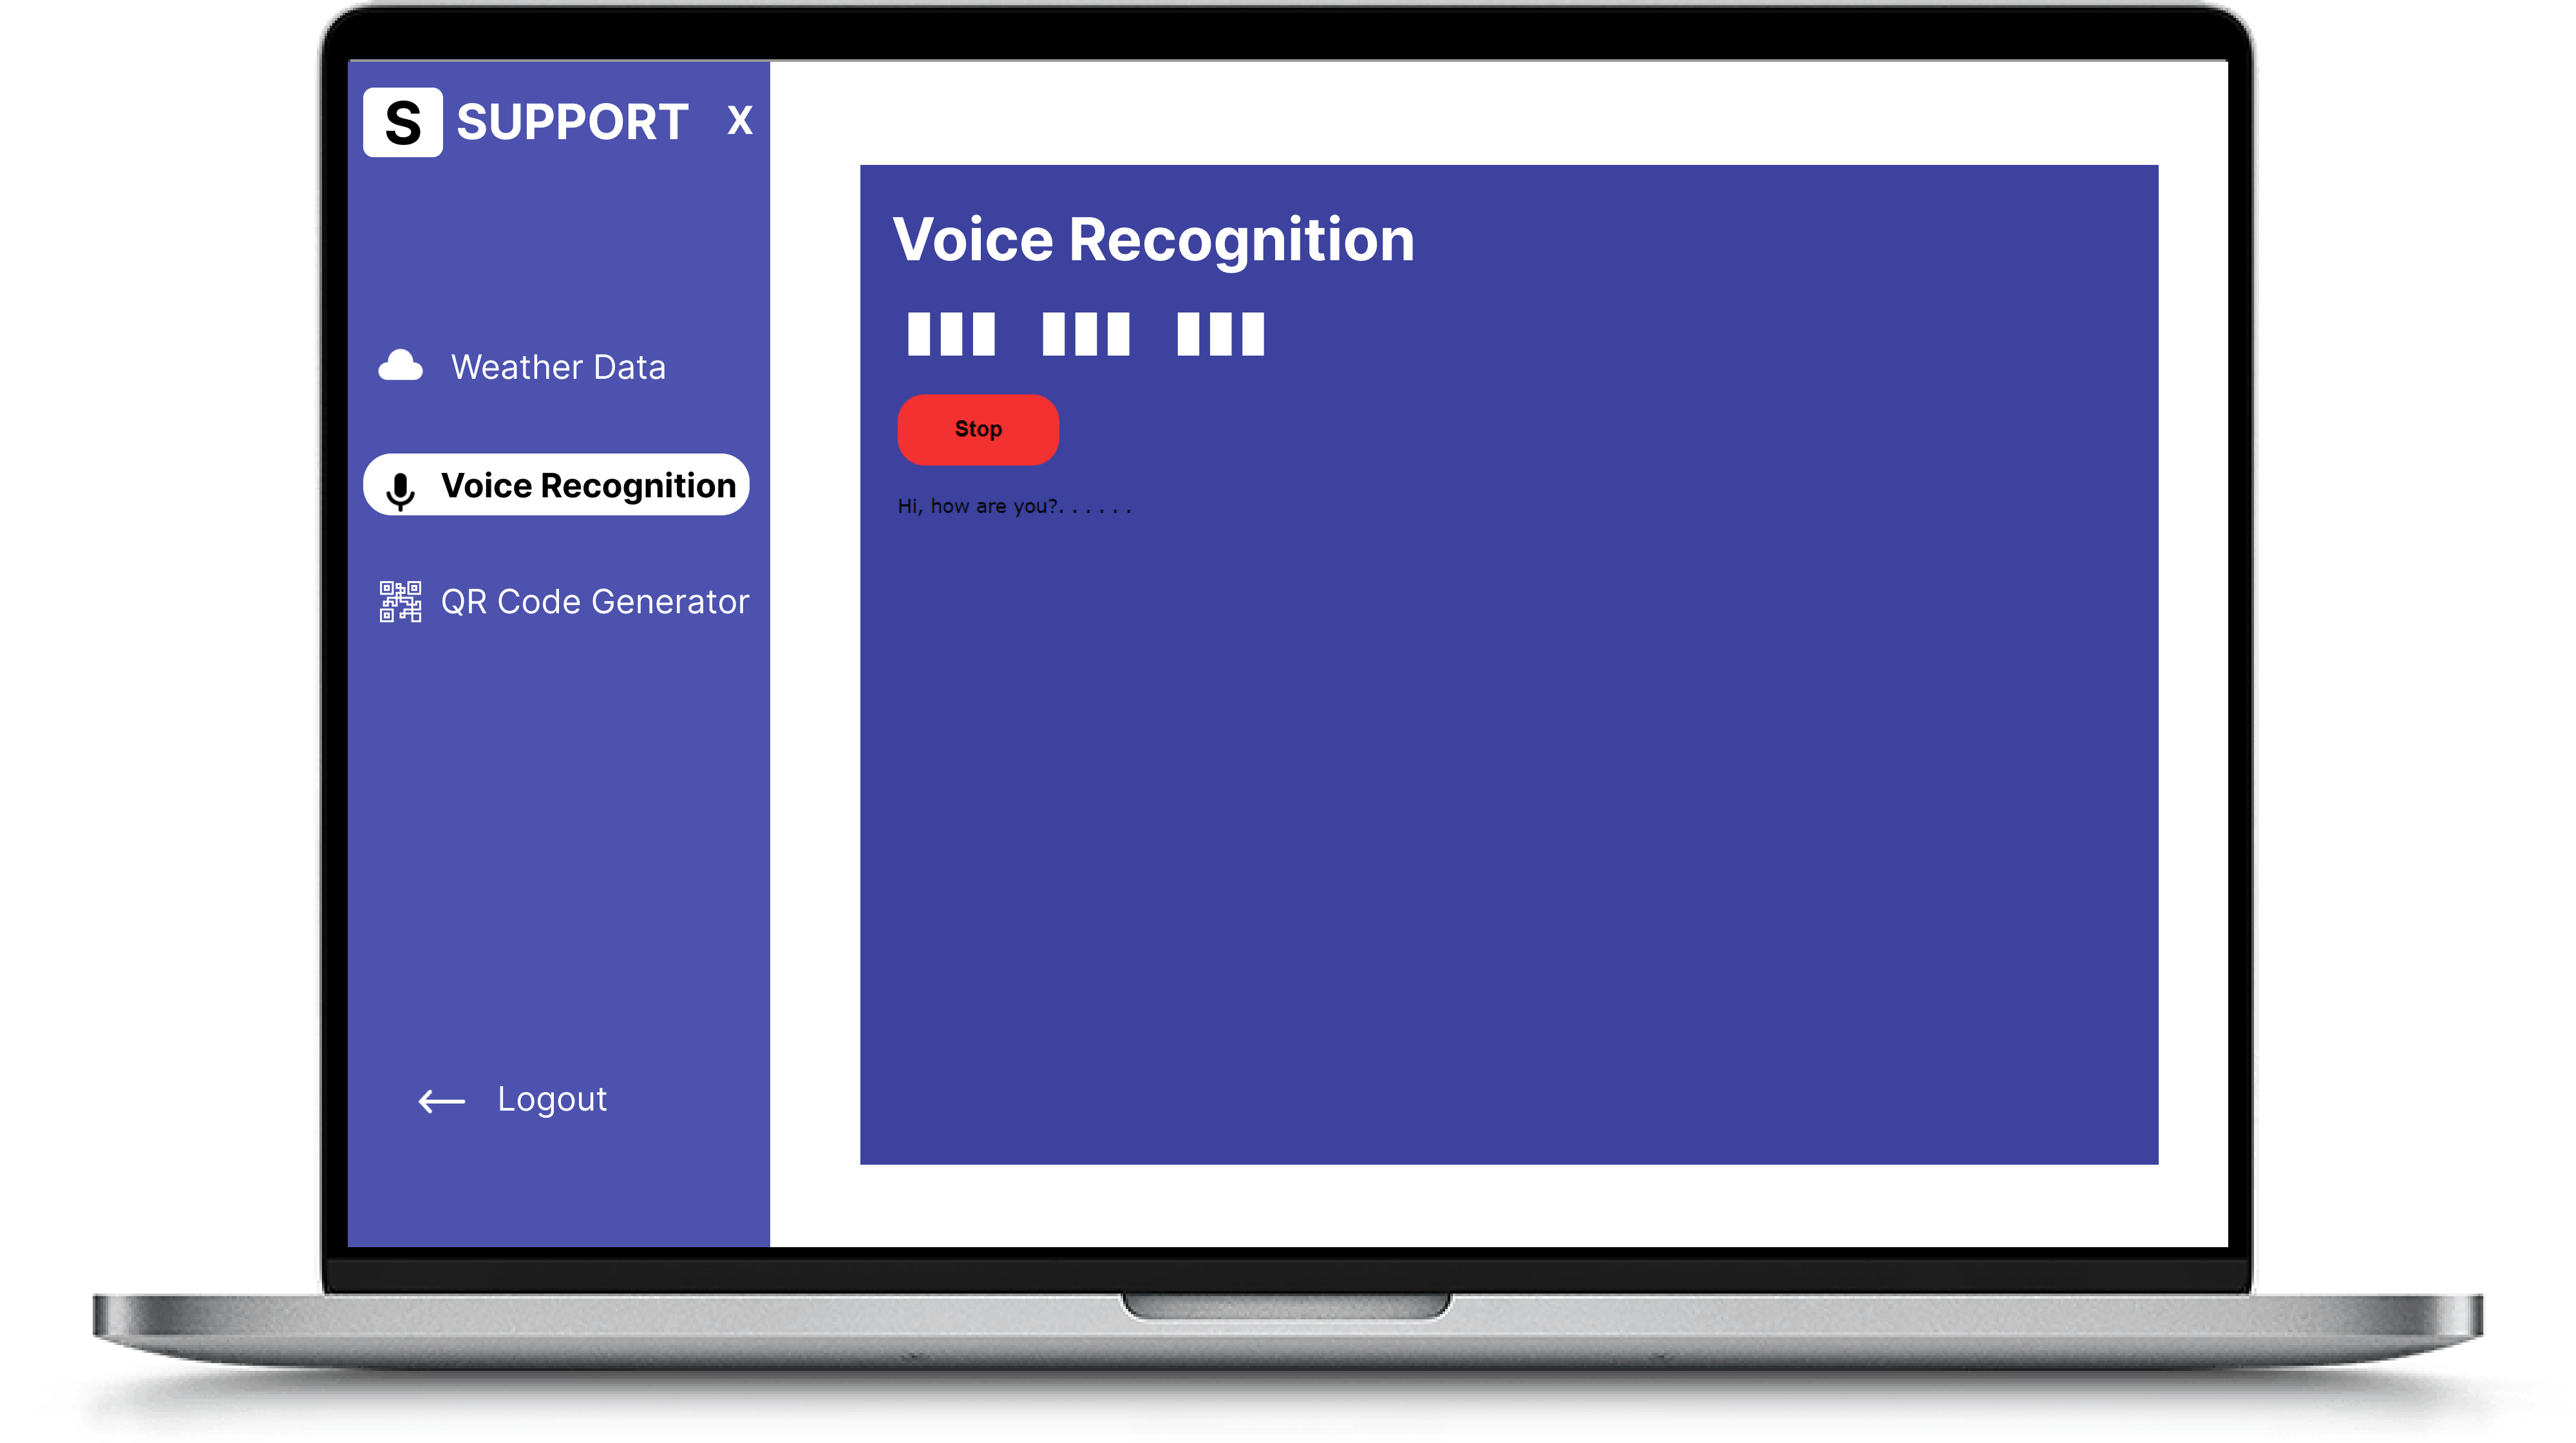 S SUPPORT X
Weather Data
Voice Recognition
QR Code Generator
Logout
Voice Recognition
Stop
Hi, how are you?. . . . . .